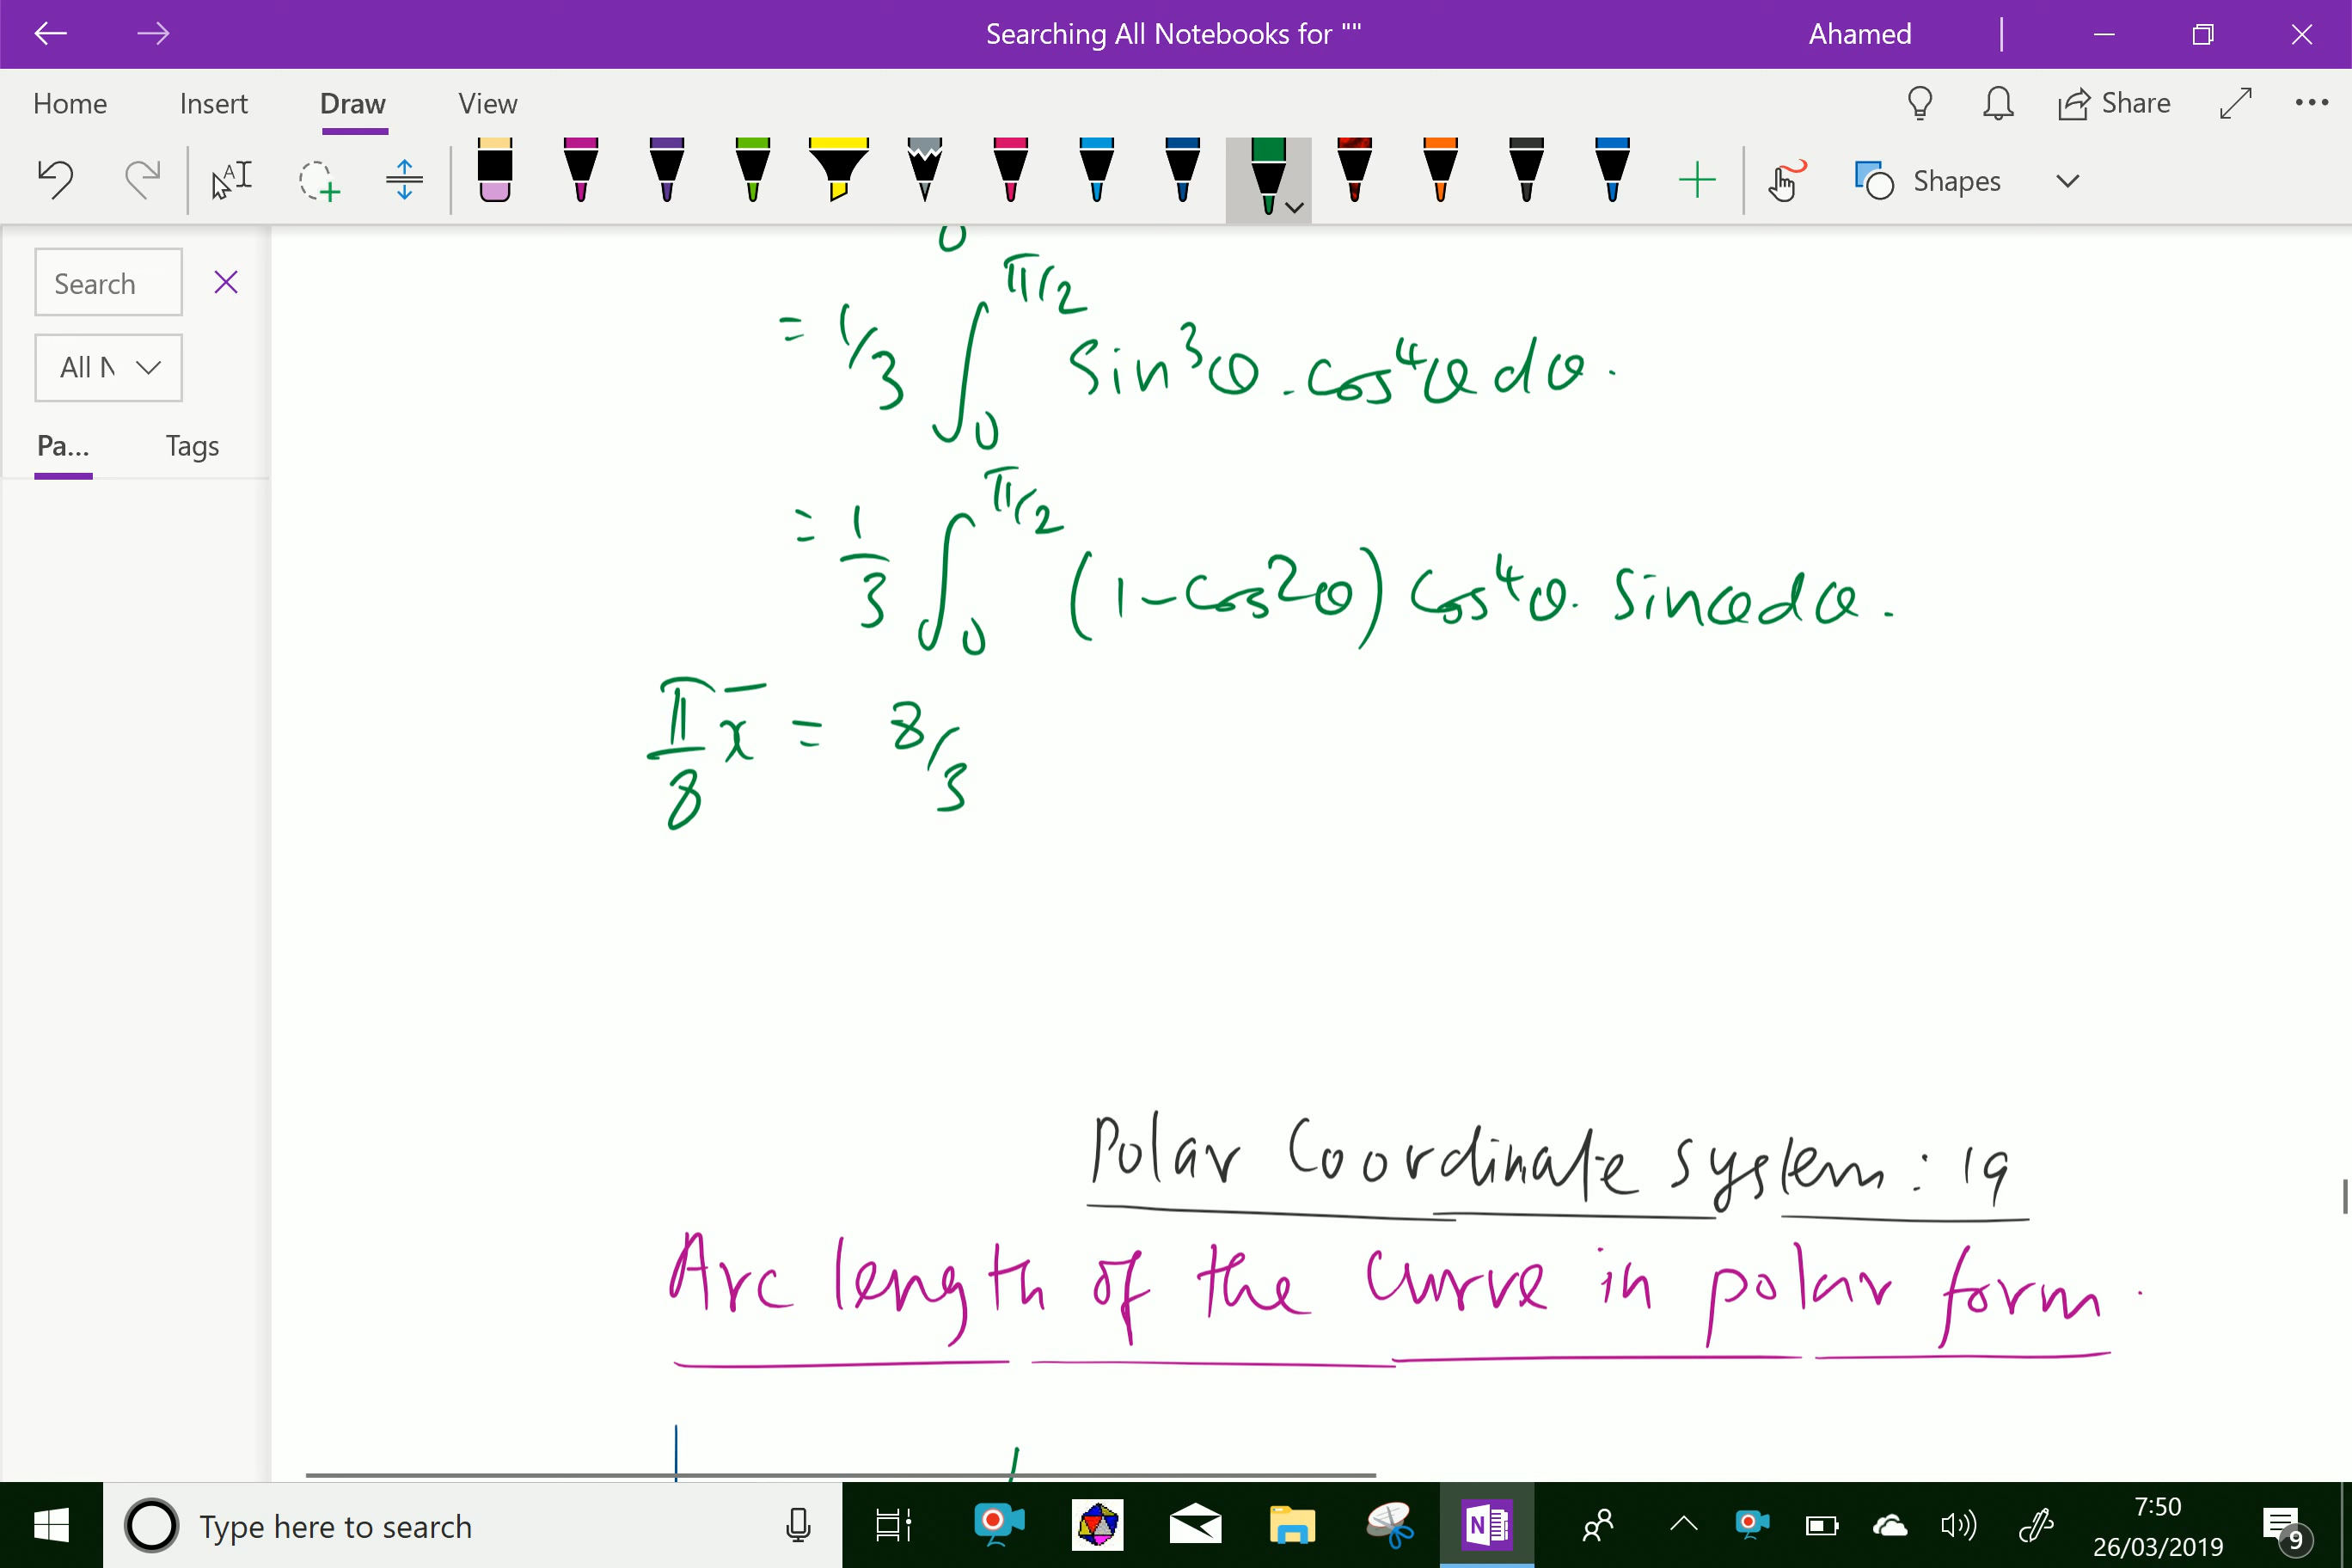 Searching All Notebooks for ""
Ahamed
Home Insert Draw View
Share
Shapes
Search
All N
Pa... Tags
0
= 1/3 ∫₀^π/2 sin³θ . cos⁴θ dθ .
= 1/3 ∫₀^π/2 (1 - cos²θ) cos⁴θ . sinθ dθ .
π/8 x̄ = 8/3
Polar Coordinate system : 19
Arc length of the curve in polar form .
Type here to search
7:50
26/03/2019
9